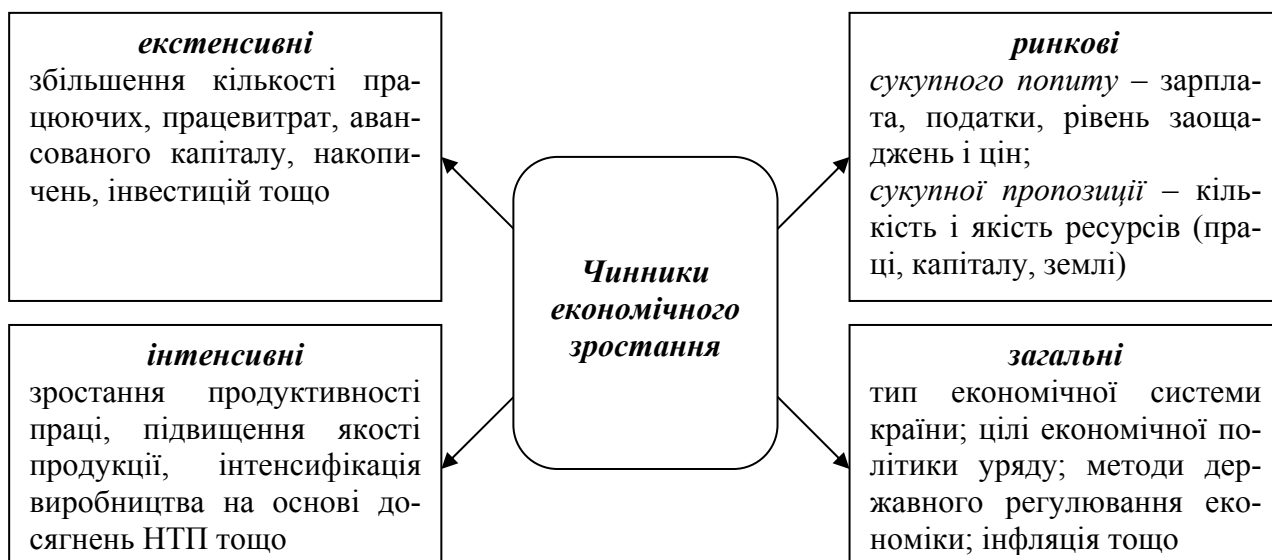 екстенсивні
збільшення кількості пра-
цюючих, працевитрат, аван-
сованого капіталу, накопи-
чень, інвестицій тощо
ринкові
сукупного попиту – зарпла-
та, податки, рівень заоща-
джень і цін;
сукупної пропозиції – кіль-
кість і якість ресурсів (пра-
ці, капіталу, землі)
Чинники
економічного
зростання
інтенсивні
зростання продуктивності
праці, підвищення якості
продукції, інтенсифікація
виробництва на основі до-
сягнень НТП тощо
загальні
тип економічної системи
країни; цілі економічної по-
літики уряду; методи дер-
жавного регулювання еко-
номіки; інфляція тощо